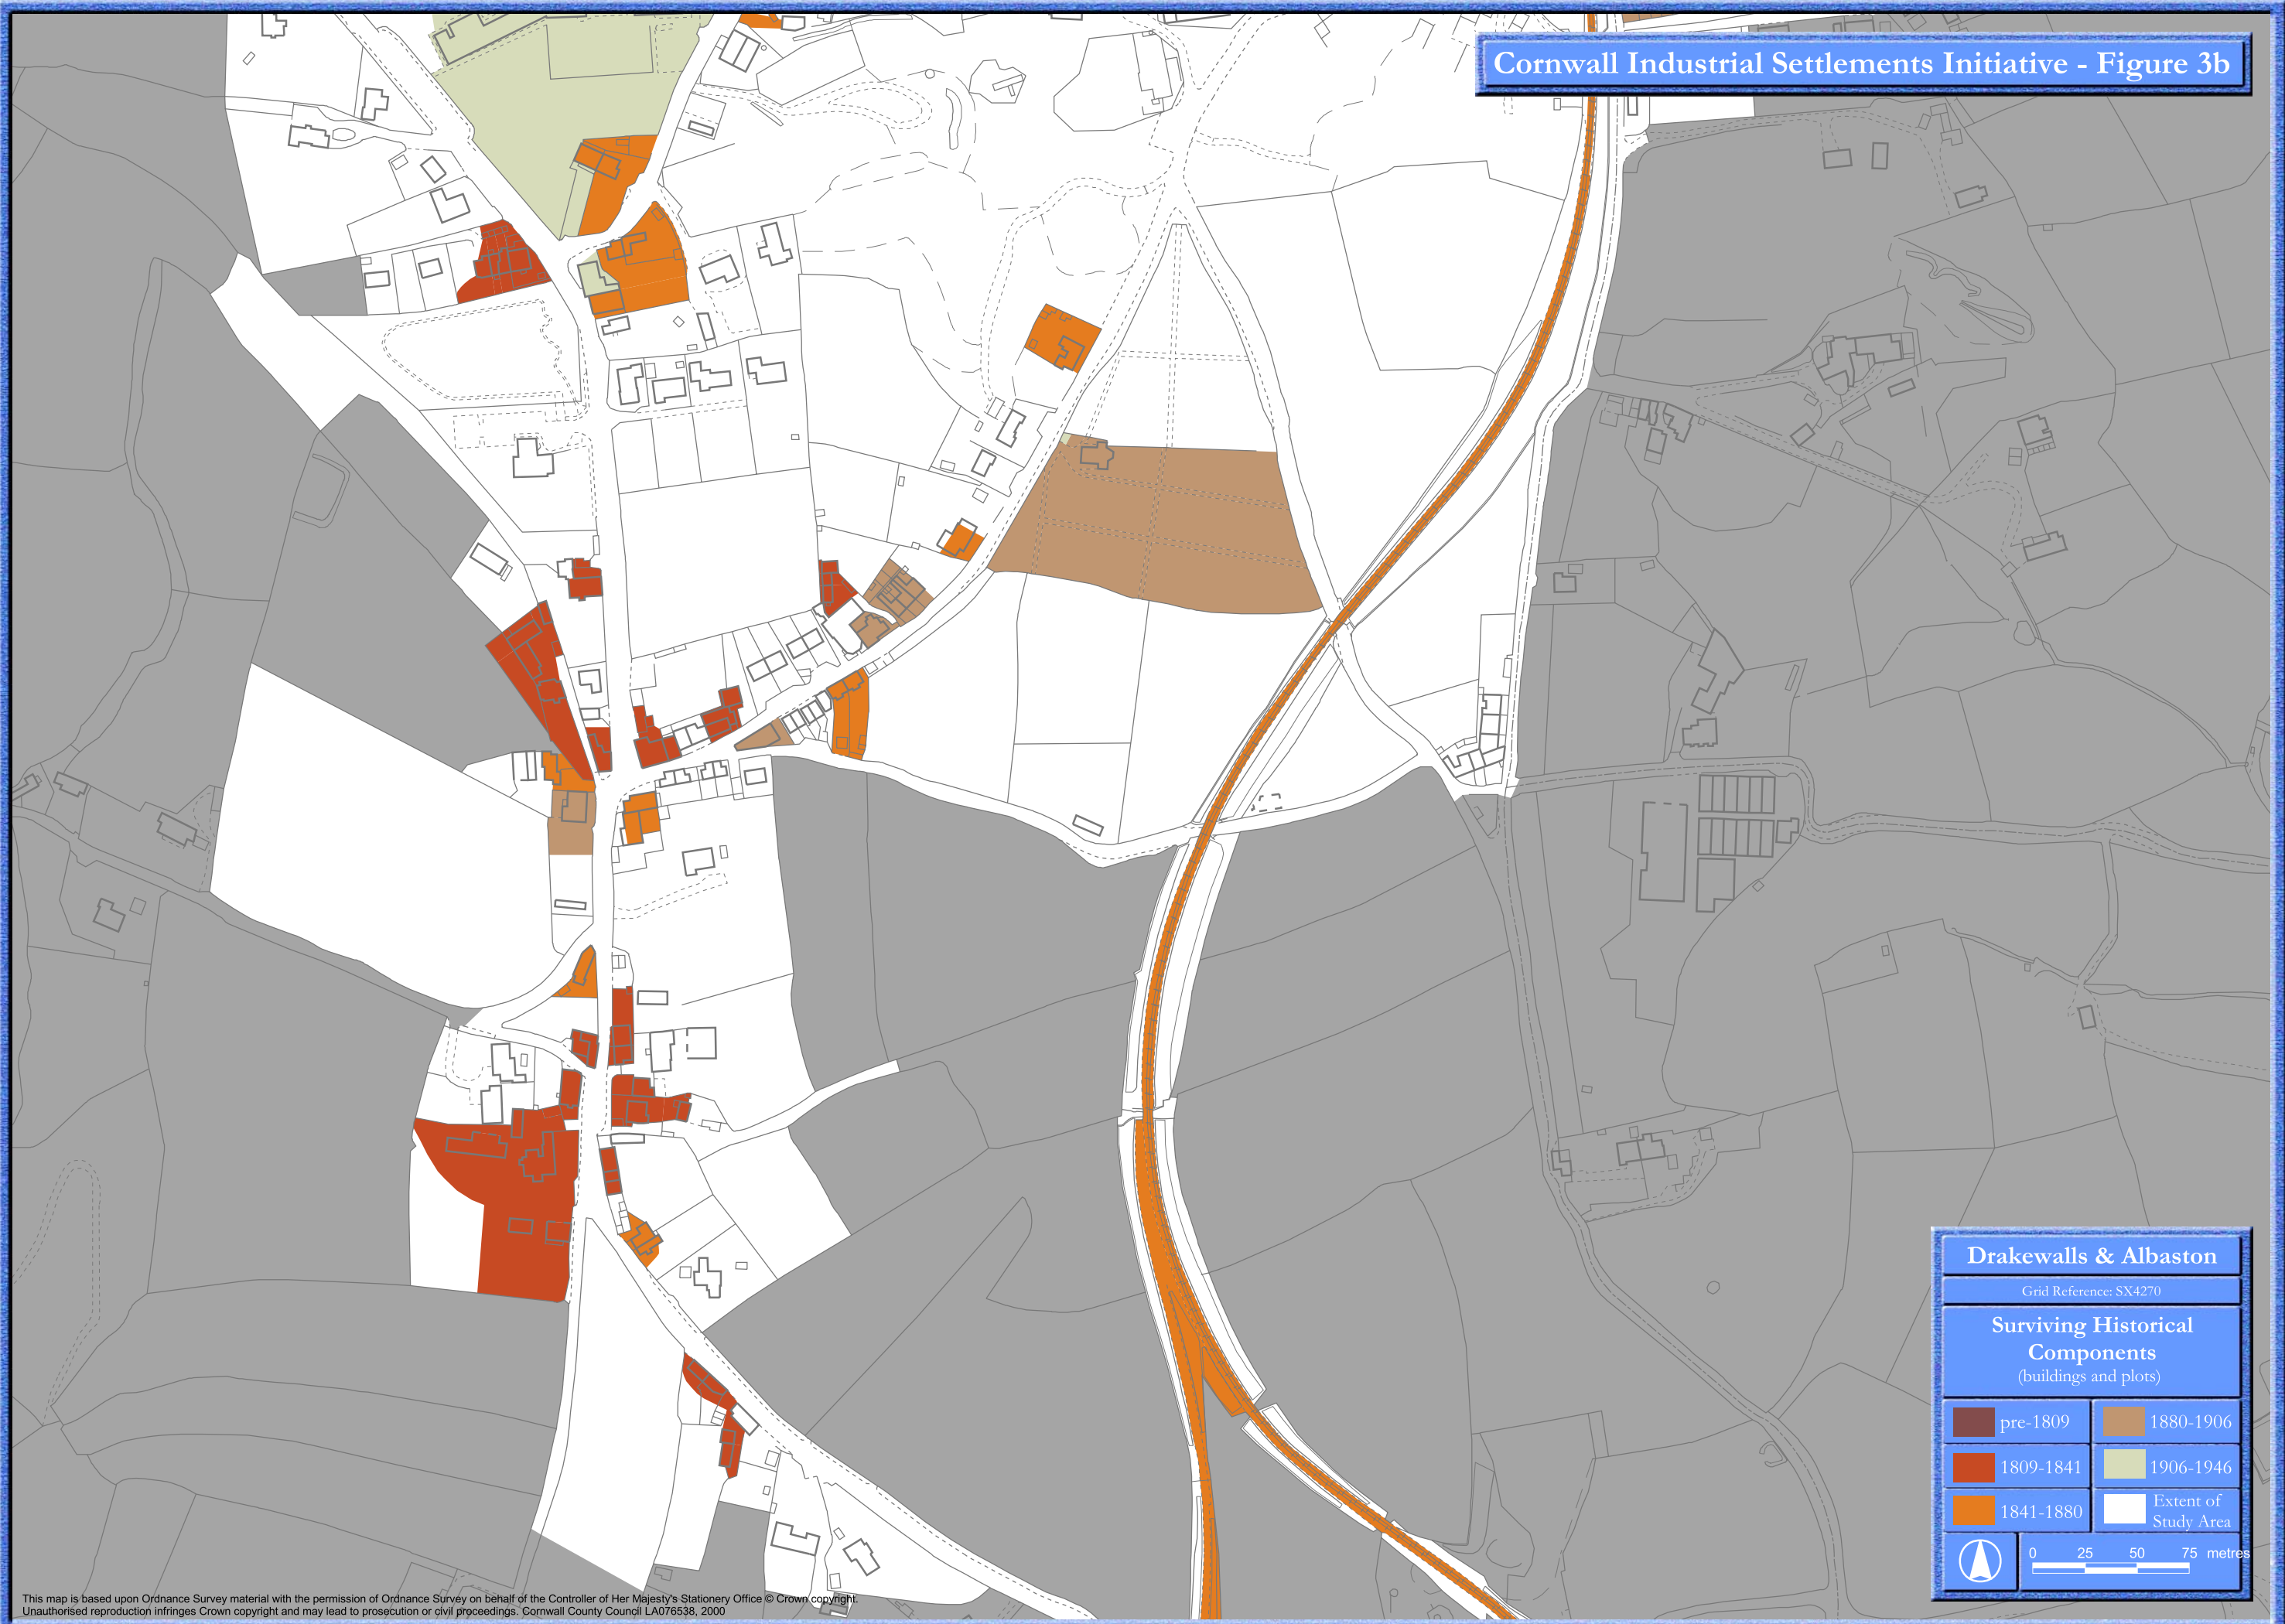 Cornwall Industrial Settlements Initiative - Figure 3b
Drakewalls & Albaston
Grid Reference: SX4270
Surviving Historical
Components
(buildings and plots)
pre-1809
1880-1906
1809-1841
1906-1946
1841-1880
Extent of
Study Area
0 25 50 75 metres
This map is based upon Ordnance Survey material with the permission of Ordnance Survey on behalf of the Controller of Her Majesty's Stationery Office © Crown copyright.
Unauthorised reproduction infringes Crown copyright and may lead to prosecution or civil proceedings. Cornwall County Council LA076538, 2000